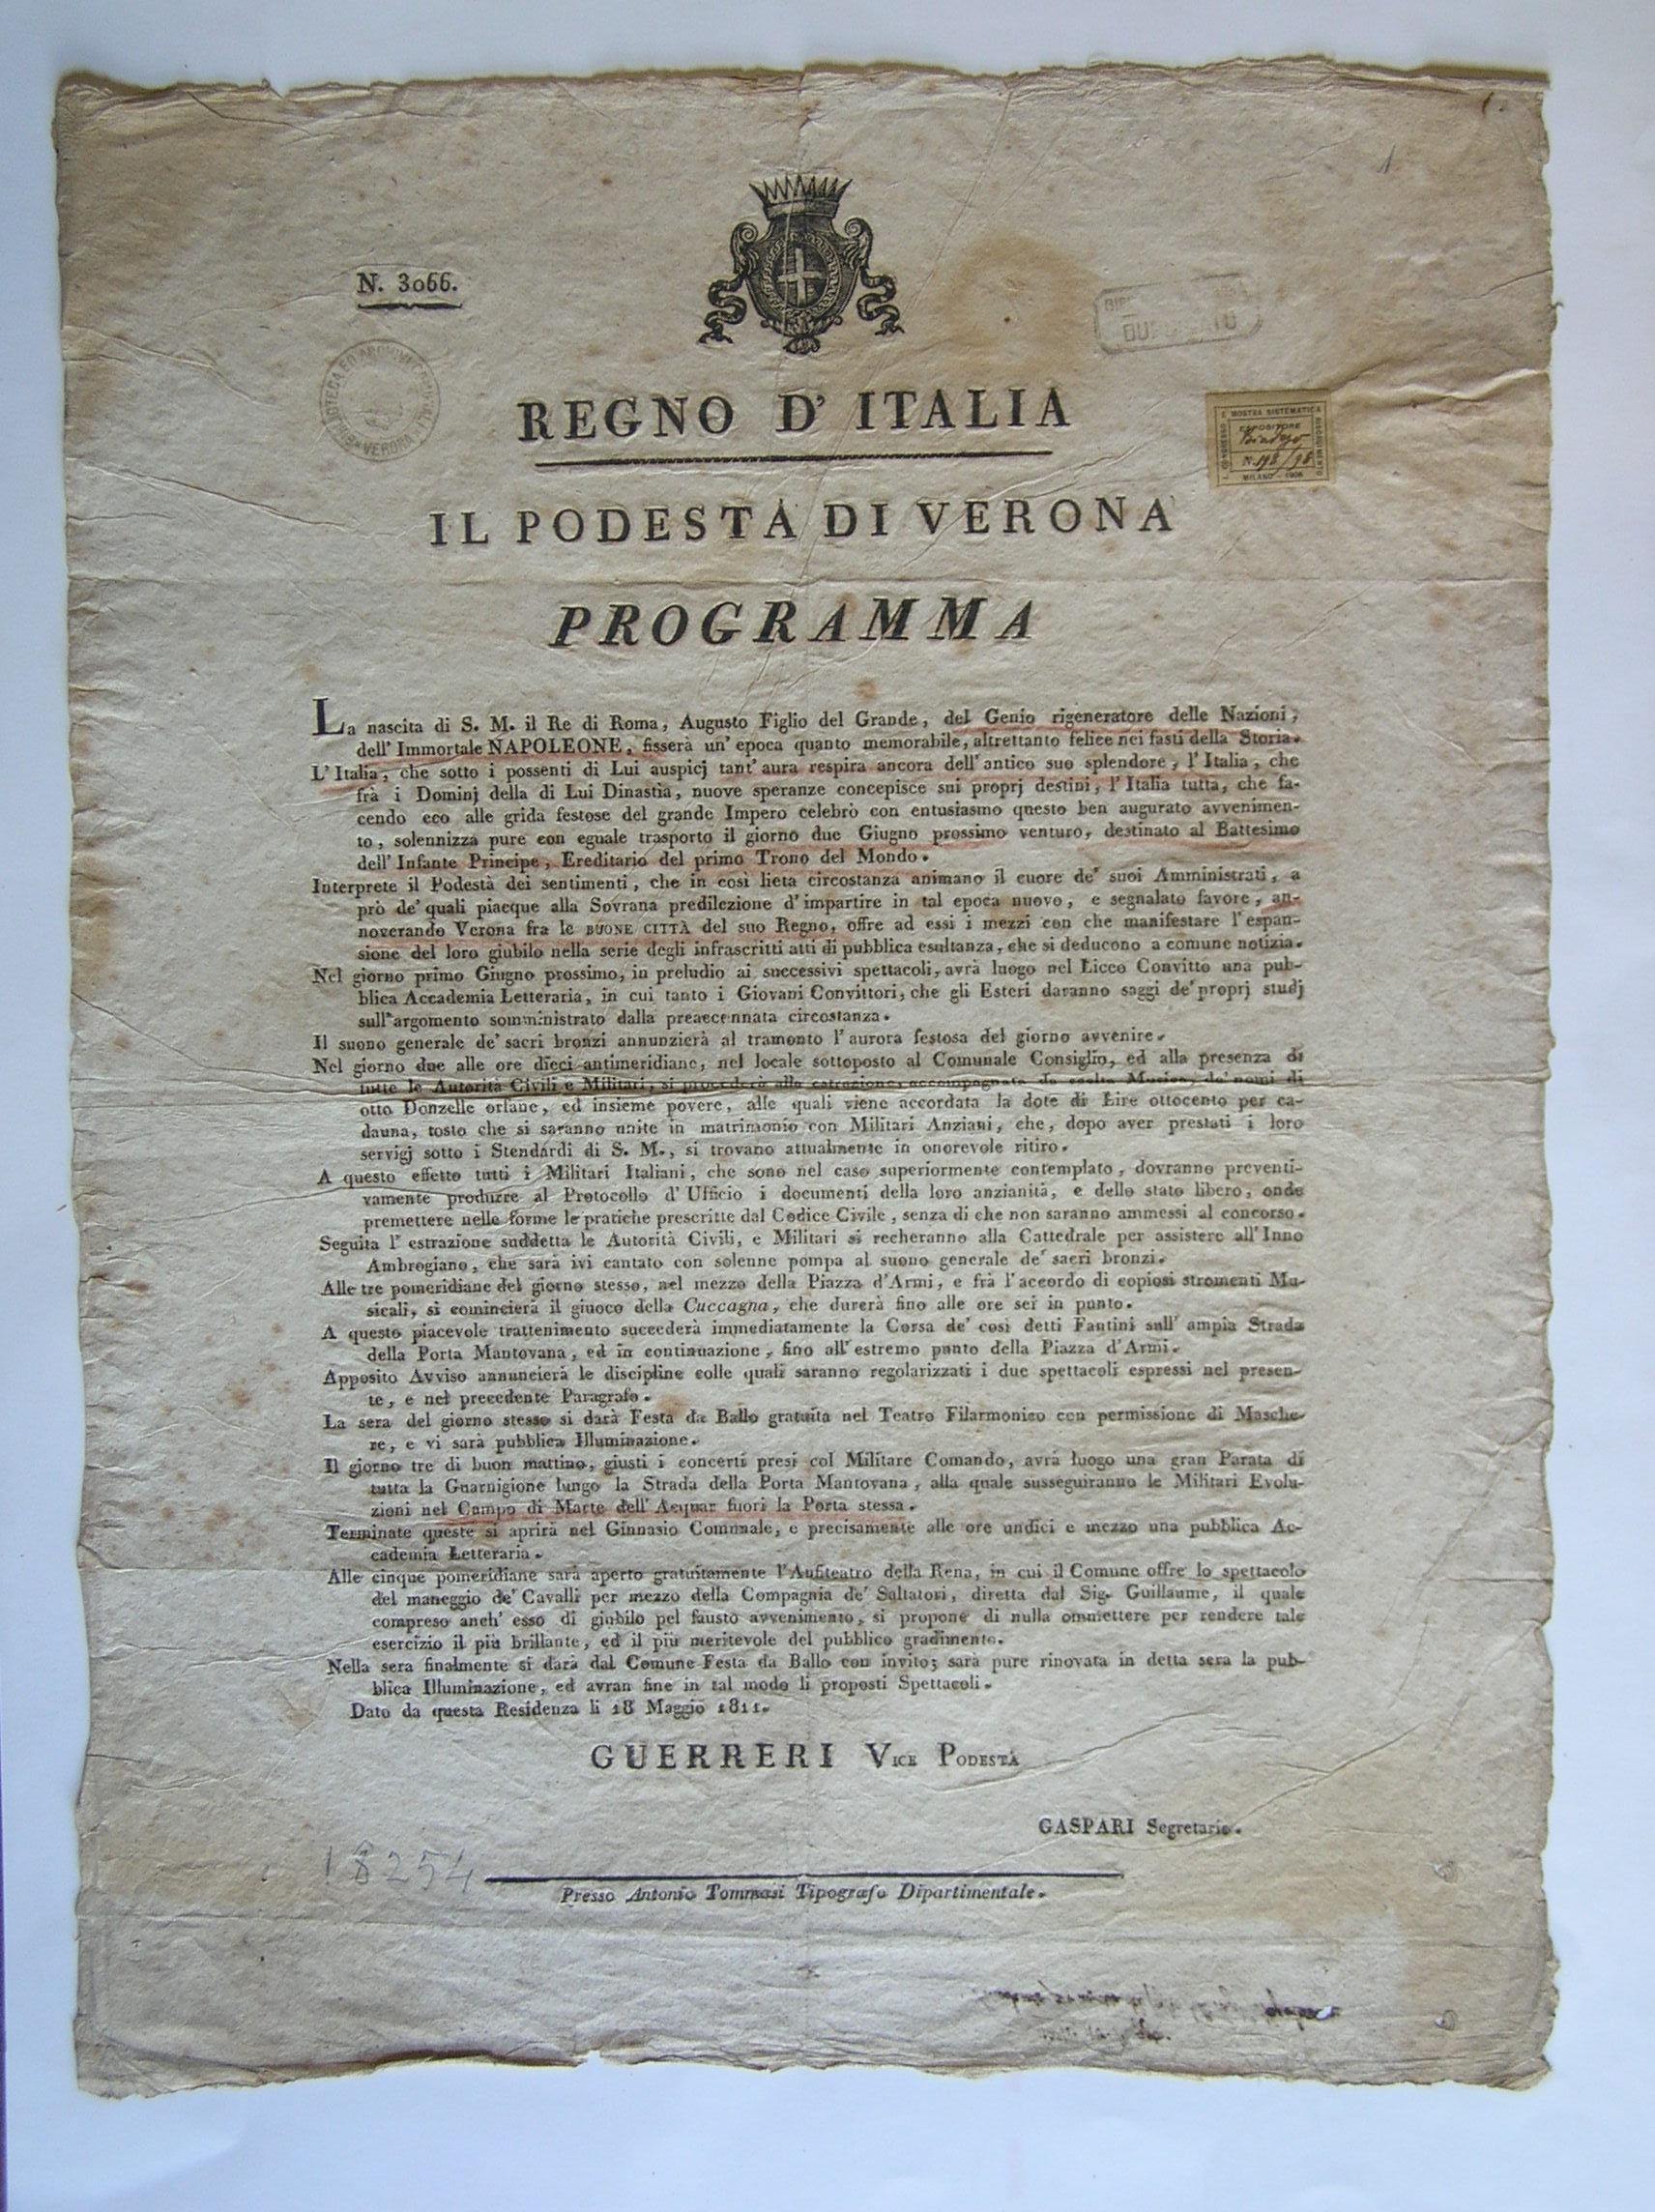 N. 3066.
BIBLIOTECA ED ARCHIVI COMUNALI
VERONA
DUPLICATO
I. CONGRESSO E MOSTRA SISTEMATICA RISORGIMENTO
ESPOSITORE
Biadego
N. 198/98
MILANO - 1906
REGNO D' ITALIA
IL PODESTÀ DI VERONA
PROGRAMMA
La nascita di S. M. il Re di Roma, Augusto Figlio del Grande, del Genio rigeneratore delle Nazioni,
dell' Immortale NAPOLEONE, fisserà un' epoca quanto memorabile, altrettanto felice nei fasti della Storia.
L' Italia, che sotto i possenti di Lui auspicj tant' aura respira ancora dell' antico suo splendore, l' Italia, che
frà i Dominj della di Lui Dinastìa, nuove speranze concepisce sui proprj destini, l' Italia tutta, che fa-
cendo eco alle grida festose del grande Impero celebrò con entusiasmo questo ben augurato avvenimen-
to, solennizza pure con eguale trasporto il giorno due Giugno prossimo venturo, destinato al Battesimo
dell' Infante Principe, Ereditario del primo Trono del Mondo.
Interprete il Podestà dei sentimenti, che in così lieta circostanza animano il cuore de' suoi Amministrati, a
prò de' quali piacque alla Sovrana predilezione d' impartire in tal epoca nuovo, e segnalato favore, an-
noverando Verona fra le BUONE CITTÀ del suo Regno, offre ad essi i mezzi con che manifestare l' espan-
sione del loro giubilo nella serie degli infrascritti atti di pubblica esultanza, che si deducono a comune notizia.
Nel giorno primo Giugno prossimo, in preludio ai successivi spettacoli, avrà luogo nel Liceo Convitto una pub-
blica Accademia Letteraria, in cui tanto i Giovani Convittori, che gli Esteri daranno saggi de' proprj studj
sull' argomento somministrato dalla preaccennata circostanza.
Il suono generale de' sacri bronzi annunzierà al tramonto l' aurora festosa del giorno avvenire.
Nel giorno due alle ore dieci antimeridiane, nel locale sottoposto al Comunale Consiglio, ed alla presenza di
tutte le Autorità Civili e Militari, si procederà alla estrazione, accompagnata da scelta Musica, de' nomi di
otto Donzelle orfane, ed insieme povere, alle quali viene accordata la dote di Lire ottocento per ca-
dauna, tosto che si saranno unite in matrimonio con Militari Anziani, che, dopo aver prestati i loro
servigj sotto i Stendardi di S. M., si trovano attualmente in onorevole ritiro.
A questo effetto tutti i Militari Italiani, che sono nel caso superiormente contemplato, dovranno preventi-
vamente produrre al Protocollo d' Ufficio i documenti della loro anzianità, e dello stato libero, onde
premettere nelle forme le pratiche prescritte dal Codice Civile, senza di che non saranno ammessi al concorso.
Seguita l' estrazione suddetta le Autorità Civili, e Militari si recheranno alla Cattedrale per assistere all' Inno
Ambrogiano, che sarà ivi cantato con solenne pompa al suono generale de' sacri bronzi.
Alle tre pomeridiane del giorno stesso, nel mezzo della Piazza d' Armi, e frà l' accordo di copiosi stromenti Mu-
sicali, si comincierà il giuoco della Cuccagna, che durerà fino alle ore sei in punto.
A questo piacevole trattenimento succederà immediatamente la Corsa de' così detti Fantini sull' ampia Strada
della Porta Mantovana, ed in continuazione, fino all' estremo punto della Piazza d' Armi.
Apposito Avviso annuncierà le discipline colle quali saranno regolarizzati i due spettacoli espressi nel presen-
te, e nel precedente Paragrafo.
La sera del giorno stesso si darà Festa da Ballo gratuita nel Teatro Filarmonico con permissione di Masche-
re, e vi sarà pubblica Illuminazione.
Il giorno tre di buon mattino, giusti i concerti presi col Militare Comando, avrà luogo una gran Parata di
tutta la Guarnigione lungo la Strada della Porta Mantovana, alla quale susseguiranno le Militari Evolu-
zioni nel Campo di Marte dell' Acquar fuori la Porta stessa.
Terminate queste si aprirà nel Ginnasio Comunale, e precisamente alle ore undici e mezzo una pubblica Ac-
cademia Letteraria.
Alle cinque pomeridiane sarà aperto gratuitamente l' Anfiteatro della Rena, in cui il Comune offre lo spettacolo
del maneggio de' Cavalli per mezzo della Compagnia de' Saltatori, diretta dal Sig. Guillaume, il quale
compreso anch' esso di giubilo pel fausto avvenimento, si propone di nulla ommettere per rendere tale
esercizio il più brillante, ed il più meritevole del pubblico gradimento.
Nella sera finalmente si darà dal Comune Festa da Ballo con invito; sarà pure rinovata in detta sera la pub-
blica Illuminazione, ed avran fine in tal modo li proposti Spettacoli.
Dato da questa Residenza li 18 Maggio 1811.
GUERRERI VICE PODESTÀ
GASPARI Segretario.
18254
Presso Antonio Tommasi Tipografo Dipartimentale.